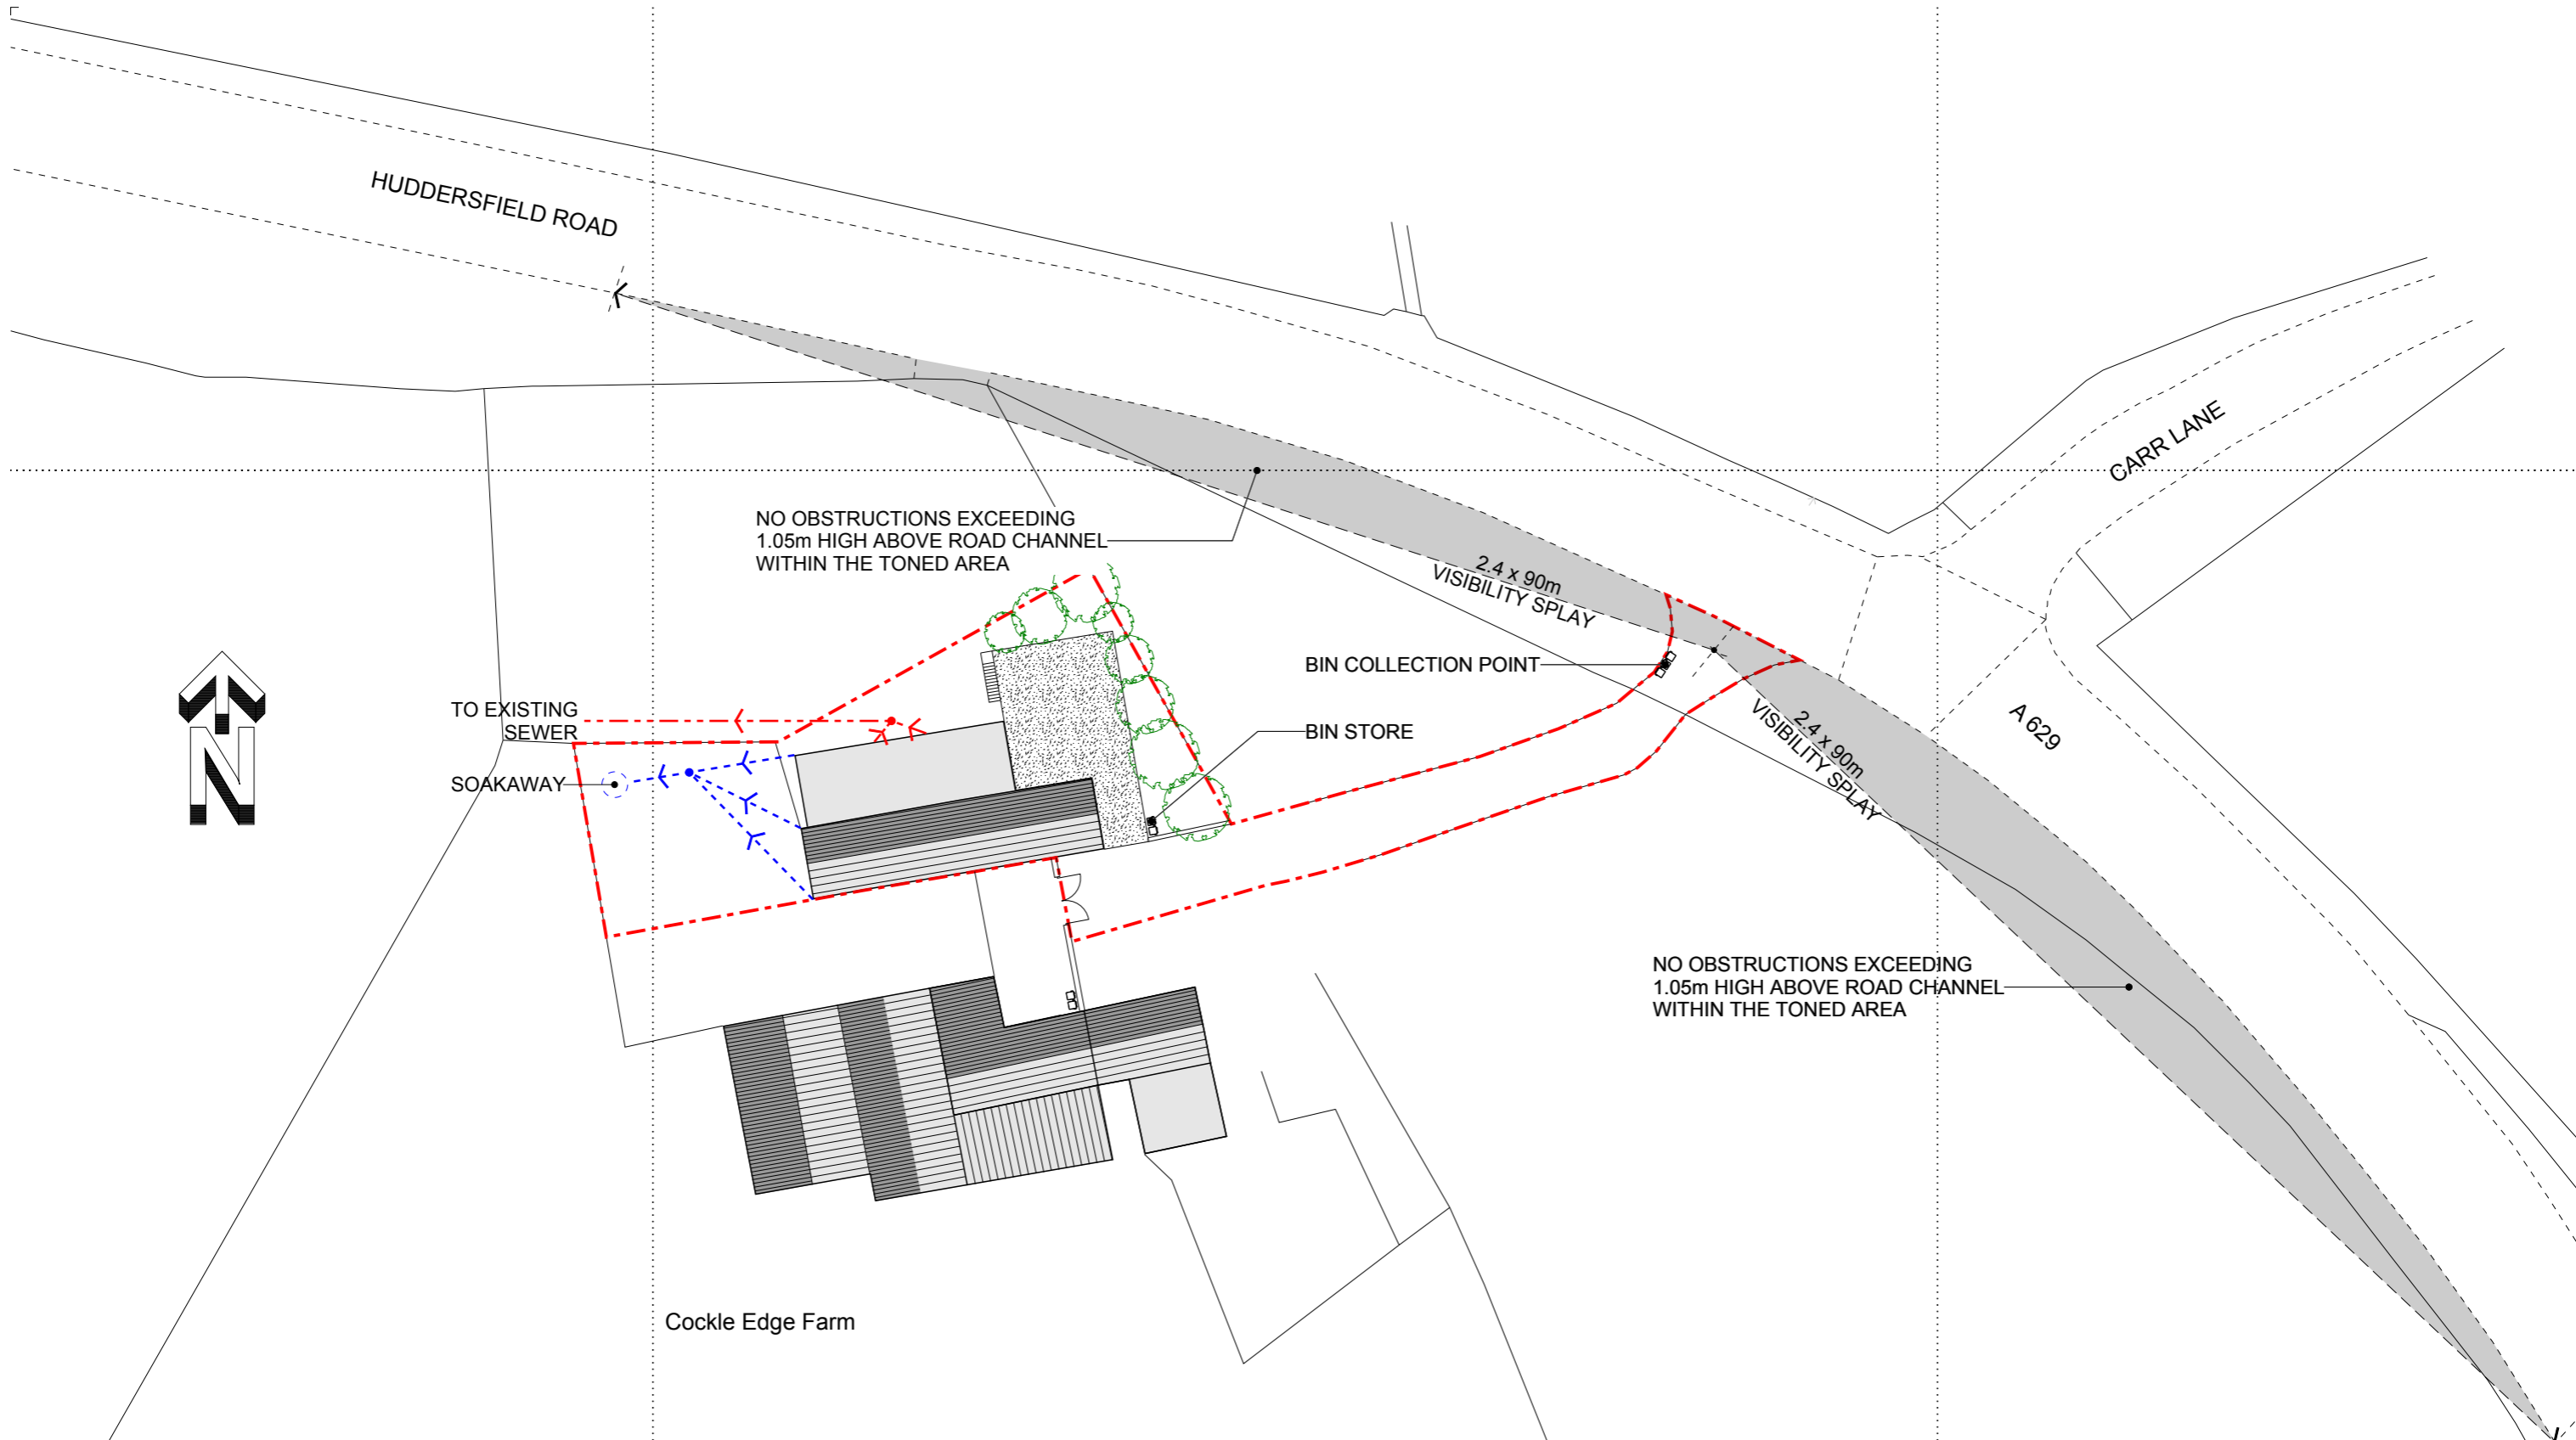 HUDDERSFIELD ROAD
CARR LANE
NO OBSTRUCTIONS EXCEEDING
1.05m HIGH ABOVE ROAD CHANNEL
WITHIN THE TONED AREA
2.4 x 90m
VISIBILITY SPLAY
BIN COLLECTION POINT
TO EXISTING
SEWER
BIN STORE
SOAKAWAY
N
A 629
2.4 x 90m
VISIBILITY SPLAY
NO OBSTRUCTIONS EXCEEDING
1.05m HIGH ABOVE ROAD CHANNEL
WITHIN THE TONED AREA
Cockle Edge Farm